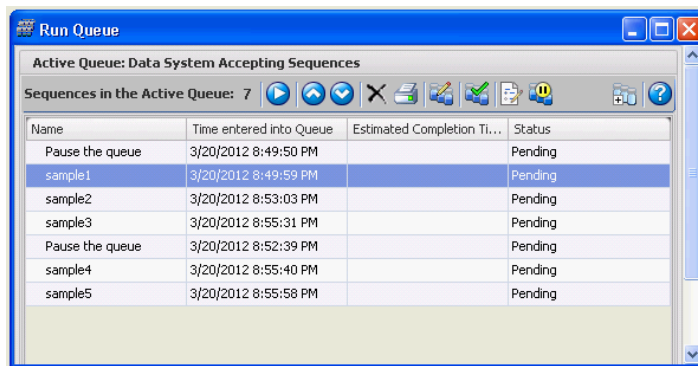 Run Queue
Active Queue: Data System Accepting Sequences
Sequences in the Active Queue: 7
Name Time entered into Queue Estimated Completion Ti... Status
Pause the queue 3/20/2012 8:49:50 PM Pending
sample1 3/20/2012 8:49:59 PM Pending
sample2 3/20/2012 8:53:03 PM Pending
sample3 3/20/2012 8:55:31 PM Pending
Pause the queue 3/20/2012 8:52:39 PM Pending
sample4 3/20/2012 8:55:40 PM Pending
sample5 3/20/2012 8:55:58 PM Pending